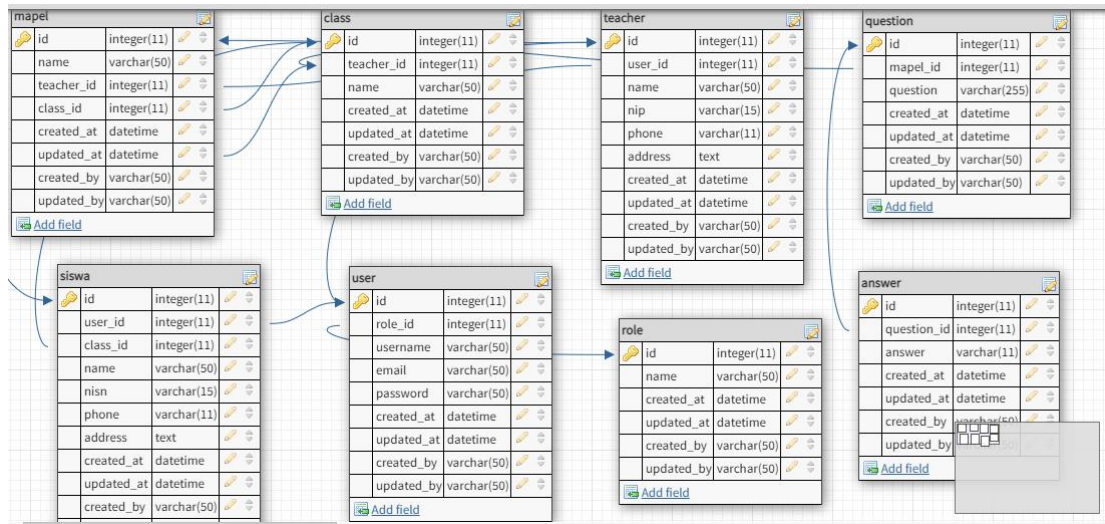 mapel
id integer(11)
name varchar(50)
teacher_id integer(11)
class_id integer(11)
created_at datetime
updated_at datetime
created_by varchar(50)
updated_by varchar(50)
Add field
class
id integer(11)
teacher_id integer(11)
name varchar(50)
created_at datetime
updated_at datetime
created_by varchar(50)
updated_by varchar(50)
Add field
teacher
id integer(11)
user_id integer(11)
name varchar(50)
nip varchar(15)
phone varchar(11)
address text
created_at datetime
updated_at datetime
created_by varchar(50)
updated_by varchar(50)
Add field
question
id integer(11)
mapel_id integer(11)
question varchar(255)
created_at datetime
updated_at datetime
created_by varchar(50)
updated_by varchar(50)
Add field
siswa
id integer(11)
user_id integer(11)
class_id integer(11)
name varchar(50)
nisn varchar(15)
phone varchar(11)
address text
created_at datetime
updated_at datetime
created_by varchar(50)
user
id integer(11)
role_id integer(11)
username varchar(50)
email varchar(50)
password varchar(50)
created_at datetime
updated_at datetime
created_by varchar(50)
updated_by varchar(50)
Add field
role
id integer(11)
name varchar(50)
created_at datetime
updated_at datetime
created_by varchar(50)
updated_by varchar(50)
Add field
answer
id integer(11)
question_id integer(11)
answer varchar(11)
created_at datetime
updated_at datetime
created_by varchar(50)
updated_by
Add field